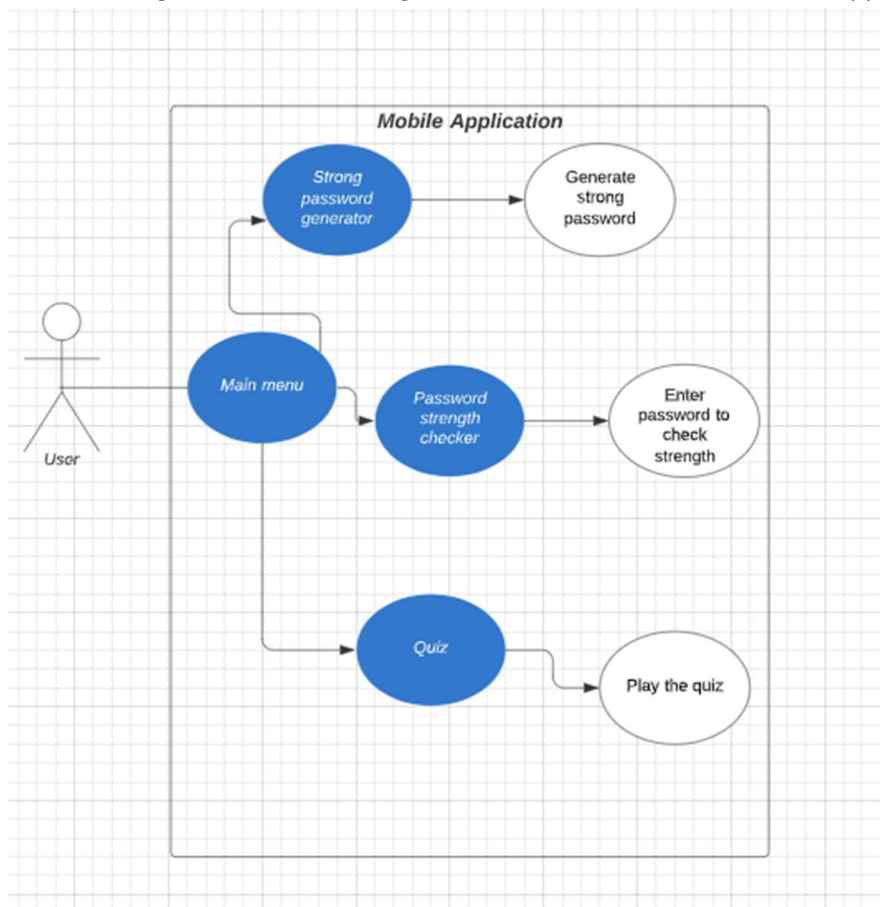 Mobile Application
Strong
password
generator
Generate
strong
password
Main menu
Password
strength
checker
Enter
password to
check
strength
User
Quiz
Play the quiz